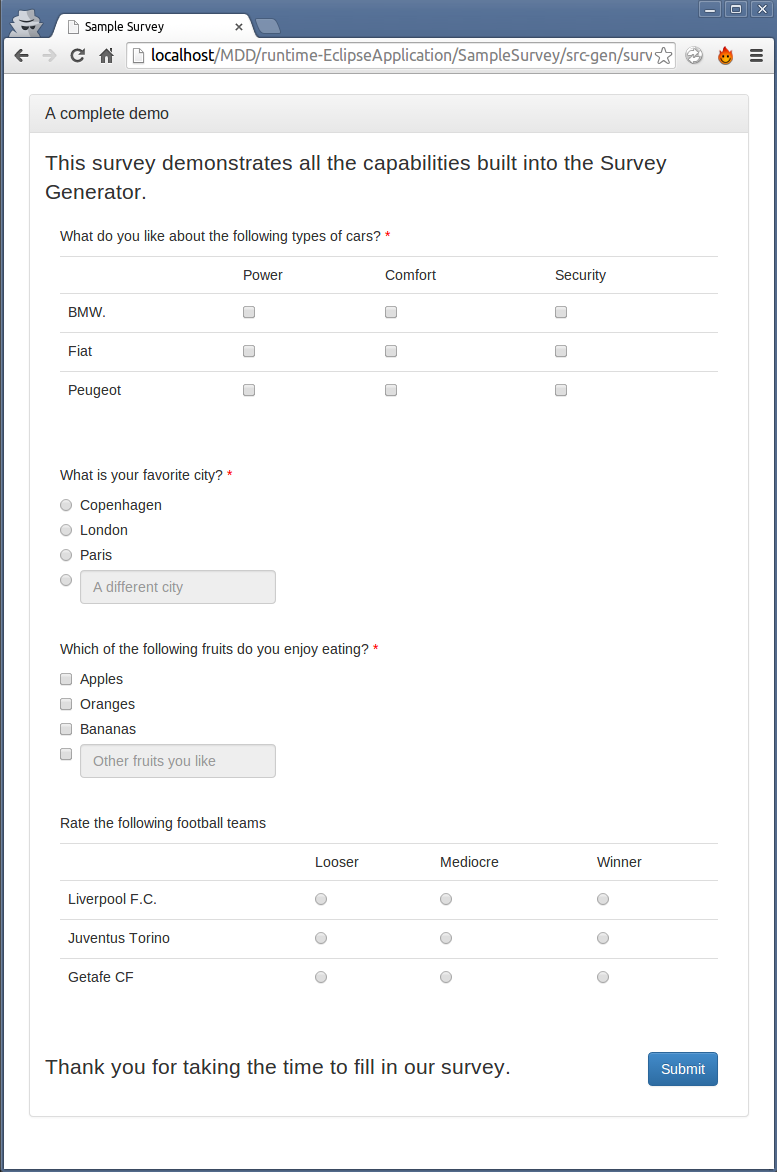 Sample Survey
localhost/MDD/runtime-EclipseApplication/SampleSurvey/src-gen/surv
A complete demo
This survey demonstrates all the capabilities built into the Survey
Generator.
What do you like about the following types of cars? *
Power Comfort Security
BMW.
Fiat
Peugeot
What is your favorite city? *
Copenhagen
London
Paris
A different city
Which of the following fruits do you enjoy eating? *
Apples
Oranges
Bananas
Other fruits you like
Rate the following football teams
Looser Mediocre Winner
Liverpool F.C.
Juventus Torino
Getafe CF
Thank you for taking the time to fill in our survey.
Submit